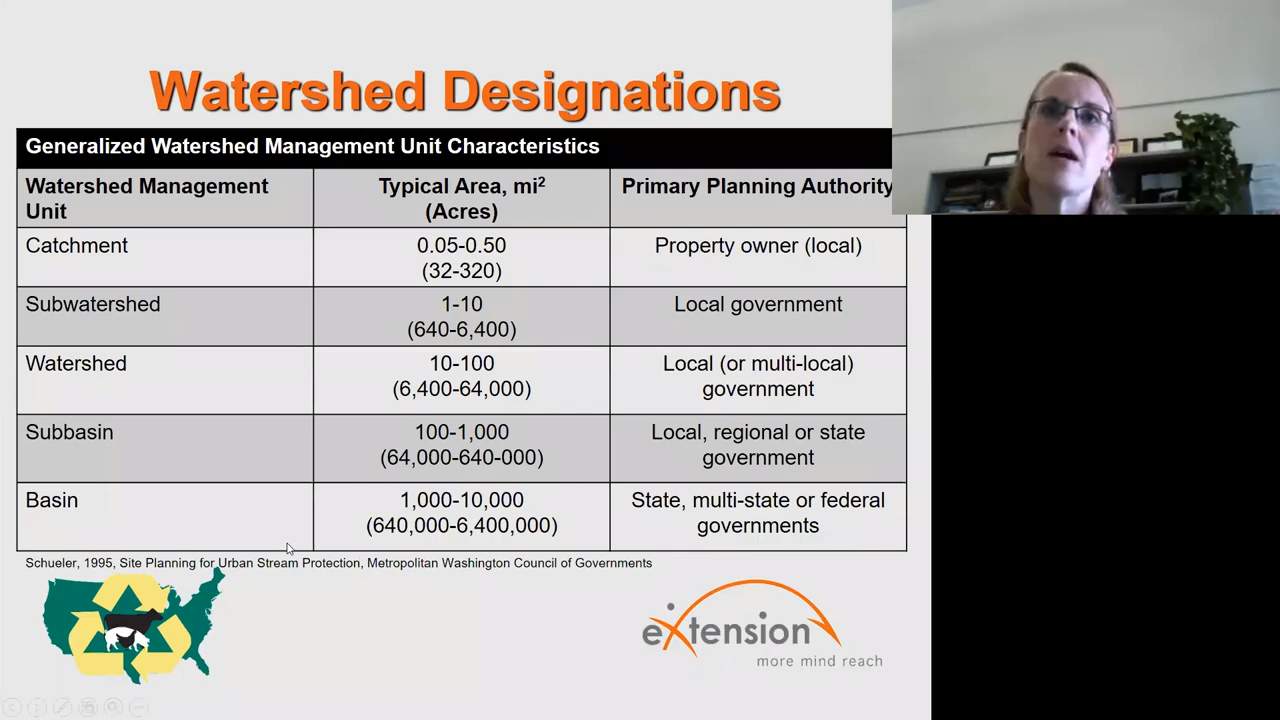 Watershed Designations
Generalized Watershed Management Unit Characteristics
Watershed Management
Unit
Typical Area, mi²
(Acres)
Primary Planning Authority
Catchment
0.05-0.50
(32-320)
Property owner (local)
Subwatershed
1-10
(640-6,400)
Local government
Watershed
10-100
(6,400-64,000)
Local (or multi-local)
government
Subbasin
100-1,000
(64,000-640-000)
Local, regional or state
government
Basin
1,000-10,000
(640,000-6,400,000)
State, multi-state or federal
governments
Schueler, 1995, Site Planning for Urban Stream Protection, Metropolitan Washington Council of Governments
eXtension
more mind reach